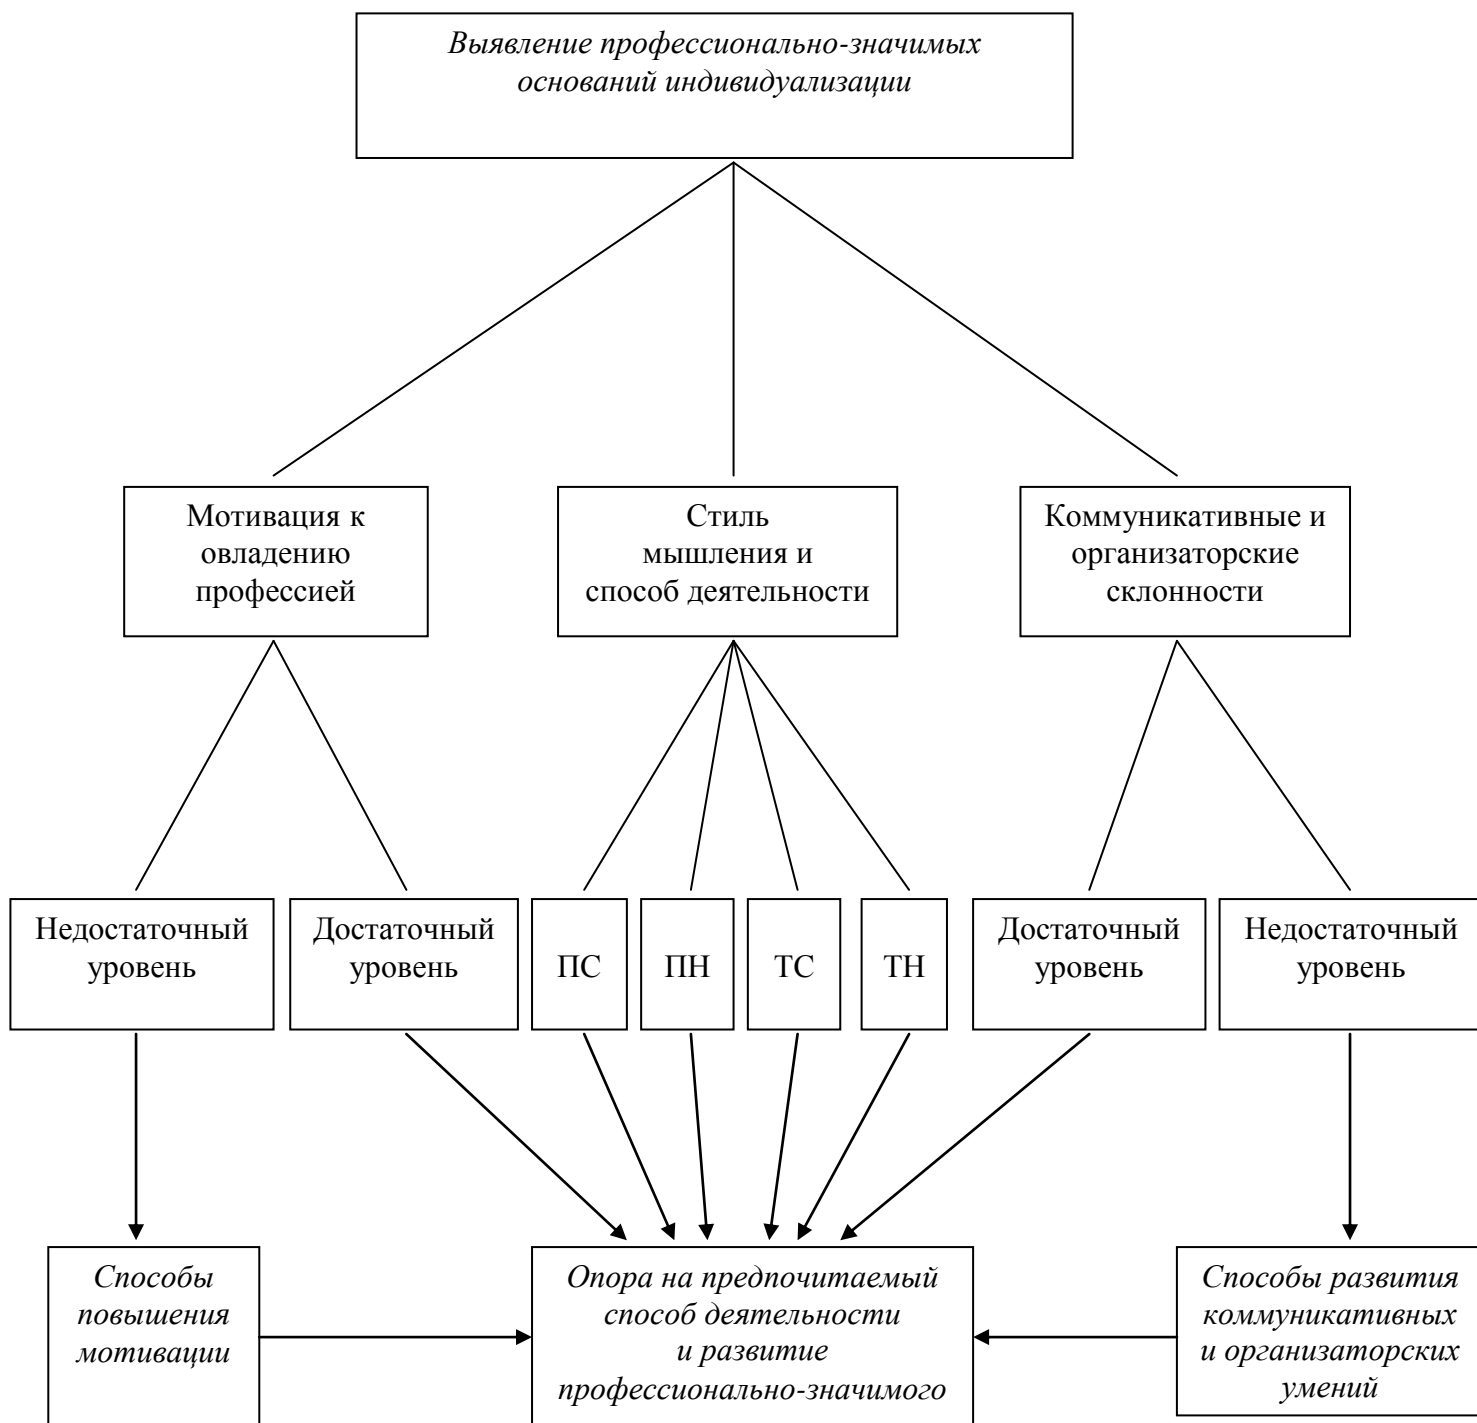 Выявление профессионально-значимых
оснований индивидуализации
Мотивация к
овладению
профессией
Стиль
мышления и
способ деятельности
Коммуникативные и
организаторские
склонности
Недостаточный
уровень
Достаточный
уровень
ПС
ПН
ТС
ТН
Достаточный
уровень
Недостаточный
уровень
Способы
повышения
мотивации
Опора на предпочитаемый
способ деятельности
и развитие
профессионально-значимого
Способы развития
коммуникативных
и организаторских
умений